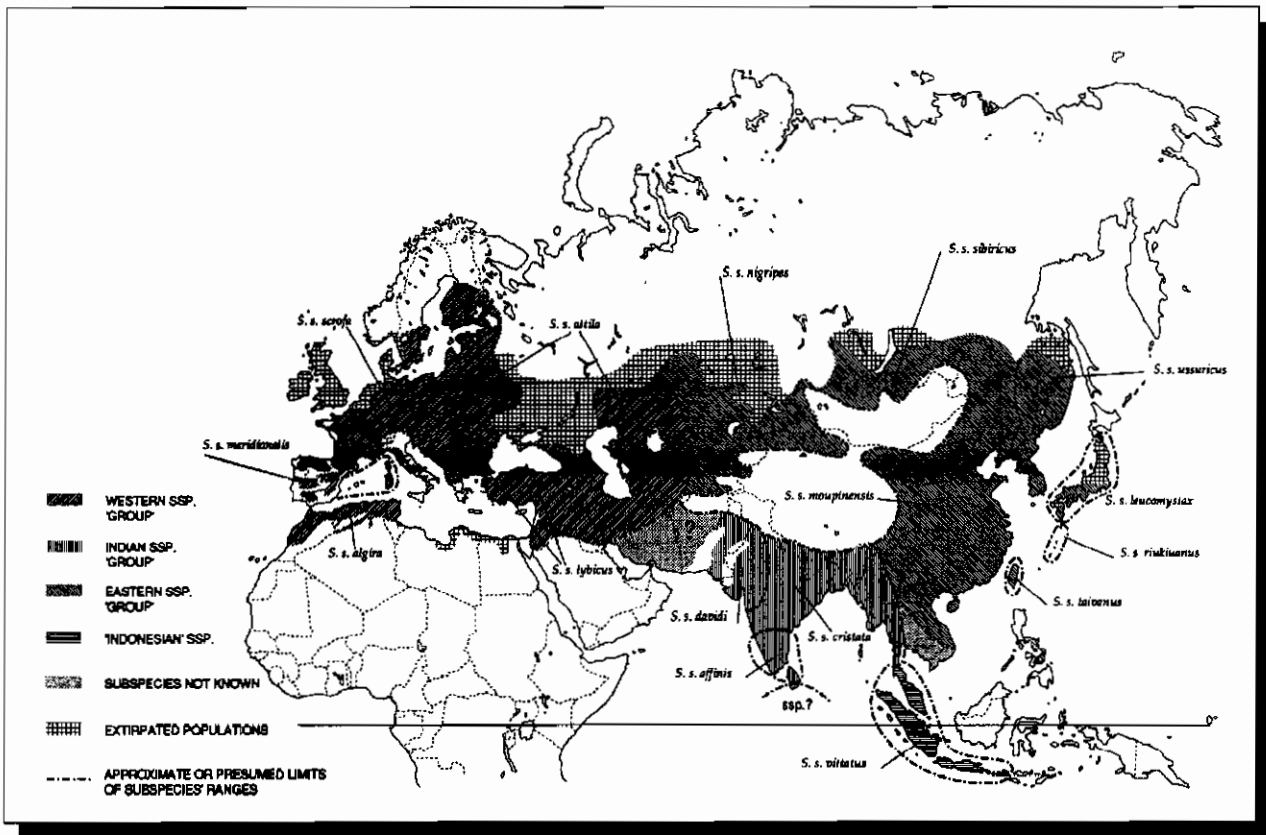 S. s. sibiricus
S. s. nigripes
S. s. scrofa
S. s. attila
S. s. ussuricus
S. s. meridionalis
S. s. moupinensis
S. s. leucomystax
WESTERN SSP.
'GROUP'
S. s. algira
S. s. riukiuanus
INDIAN SSP.
'GROUP'
S. s. lybicus
S. s. taivanus
EASTERN SSP.
'GROUP'
S. s. davidi
S. s. cristata
'INDONESIAN' SSP.
S. s. affinis
SUBSPECIES NOT KNOWN
ssp.?
0°
EXTIRPATED POPULATIONS
S. s. vittatus
APPROXIMATE OR PRESUMED LIMITS
OF SUBSPECIES' RANGES
?